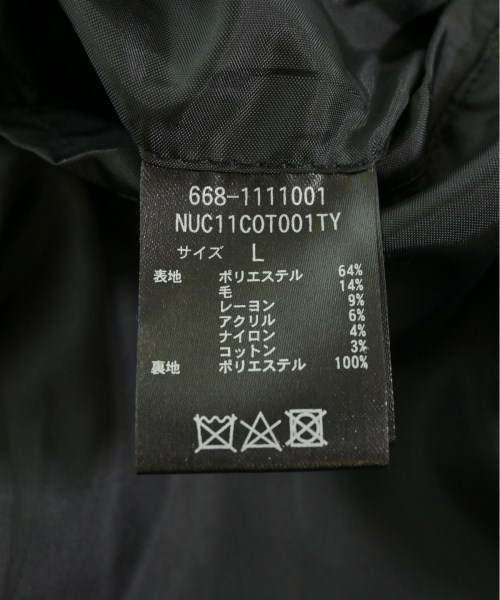 668-1111001
NUC11COT001TY
サイズ L
表地 ポリエステル 64%
毛 14%
レーヨン 9%
アクリル 6%
ナイロン 4%
コットン 3%
裏地 ポリエステル 100%